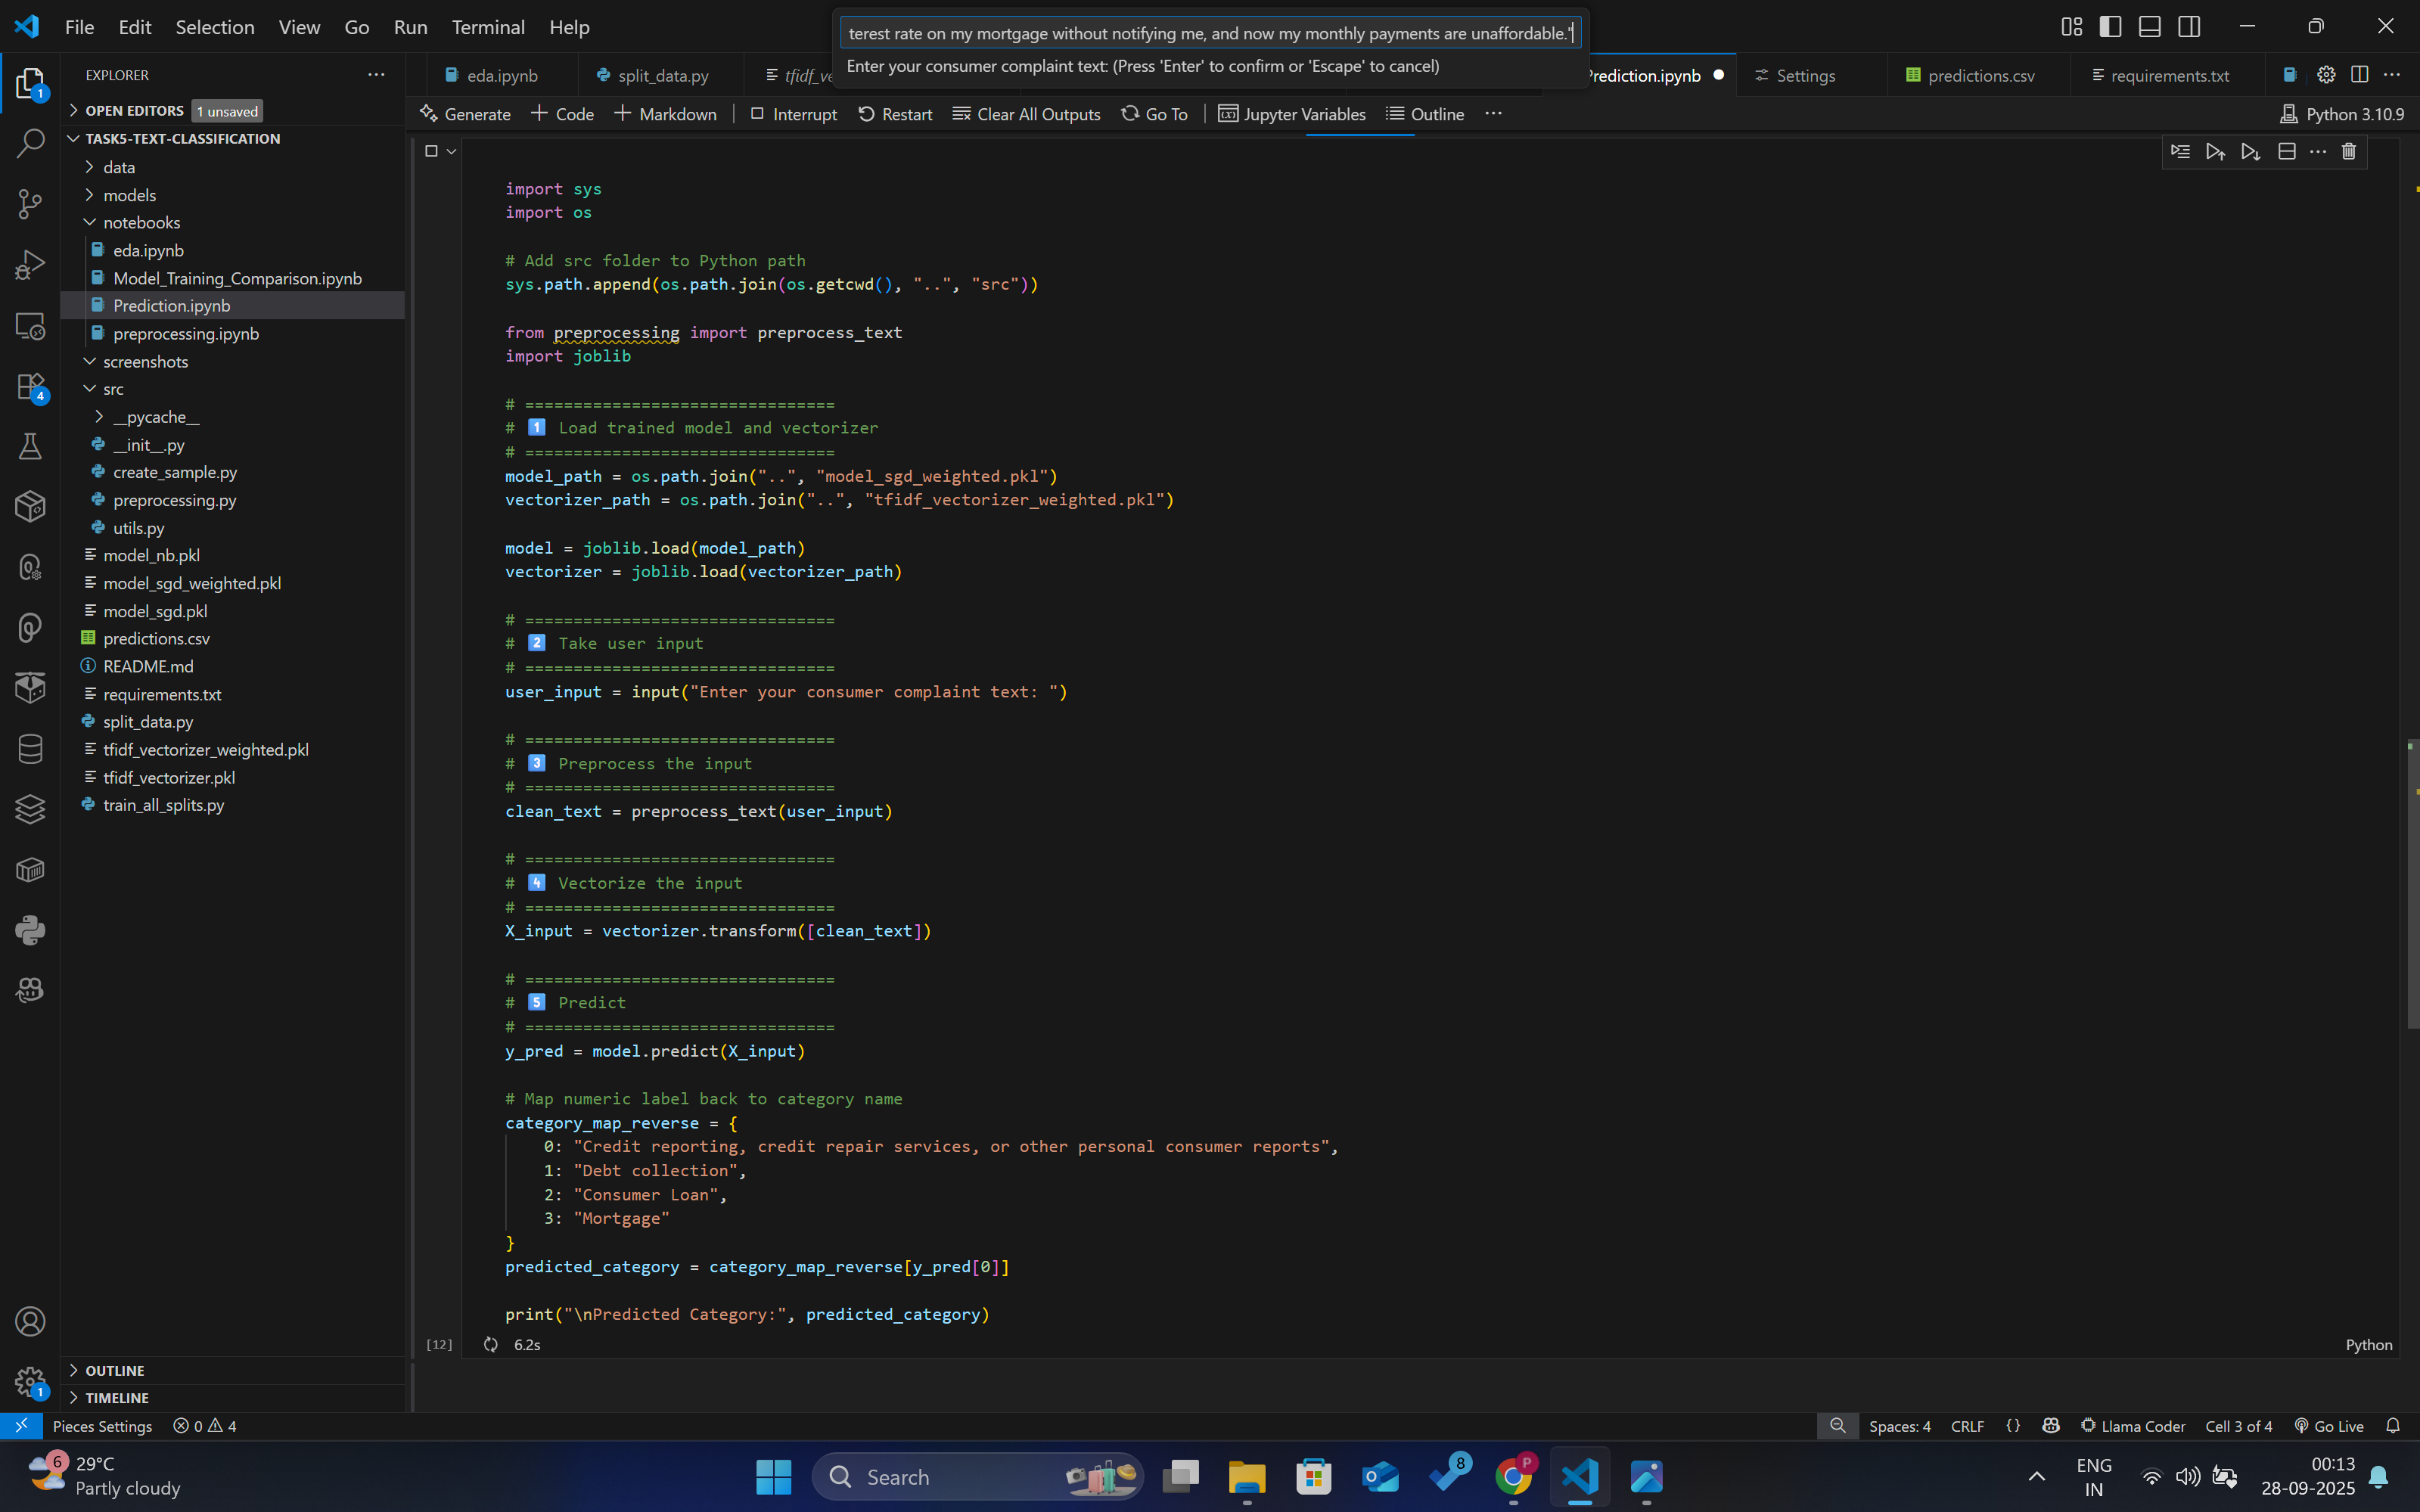 File Edit Selection View Go Run Terminal Help
terest rate on my mortgage without notifying me, and now my monthly payments are unaffordable."
Enter your consumer complaint text: (Press 'Enter' to confirm or 'Escape' to cancel)
EXPLORER
eda.ipynb
split_data.py
tfidf_ve
Prediction.ipynb
Settings
predictions.csv
requirements.txt
OPEN EDITORS 1 unsaved
Generate Code Markdown Interrupt Restart Clear All Outputs Go To Jupyter Variables Outline
Python 3.10.9
TASK5-TEXT-CLASSIFICATION
data
models
notebooks
eda.ipynb
Model_Training_Comparison.ipynb
Prediction.ipynb
preprocessing.ipynb
screenshots
src
__pycache__
__init__.py
create_sample.py
preprocessing.py
utils.py
model_nb.pkl
model_sgd_weighted.pkl
model_sgd.pkl
predictions.csv
README.md
requirements.txt
split_data.py
tfidf_vectorizer_weighted.pkl
tfidf_vectorizer.pkl
train_all_splits.py
OUTLINE
TIMELINE
1
4
1
import sys
import os
# Add src folder to Python path
sys.path.append(os.path.join(os.getcwd(), "..", "src"))
from preprocessing import preprocess_text
import joblib
# ================================
# 1️⃣ Load trained model and vectorizer
# ================================
model_path = os.path.join("..", "model_sgd_weighted.pkl")
vectorizer_path = os.path.join("..", "tfidf_vectorizer_weighted.pkl")
model = joblib.load(model_path)
vectorizer = joblib.load(vectorizer_path)
# ================================
# 2️⃣ Take user input
# ================================
user_input = input("Enter your consumer complaint text: ")
# ================================
# 3️⃣ Preprocess the input
# ================================
clean_text = preprocess_text(user_input)
# ================================
# 4️⃣ Vectorize the input
# ================================
X_input = vectorizer.transform([clean_text])
# ================================
# 5️⃣ Predict
# ================================
y_pred = model.predict(X_input)
# Map numeric label back to category name
category_map_reverse = {
0: "Credit reporting, credit repair services, or other personal consumer reports",
1: "Debt collection",
2: "Consumer Loan",
3: "Mortgage"
}
predicted_category = category_map_reverse[y_pred[0]]
print("\nPredicted Category:", predicted_category)
[12] 6.2s
Python
Pieces Settings 0 4
Spaces: 4 CRLF {} Llama Coder Cell 3 of 4 Go Live
6
29°C
Partly cloudy
Search
8
P
ENG
IN
00:13
28-09-2025